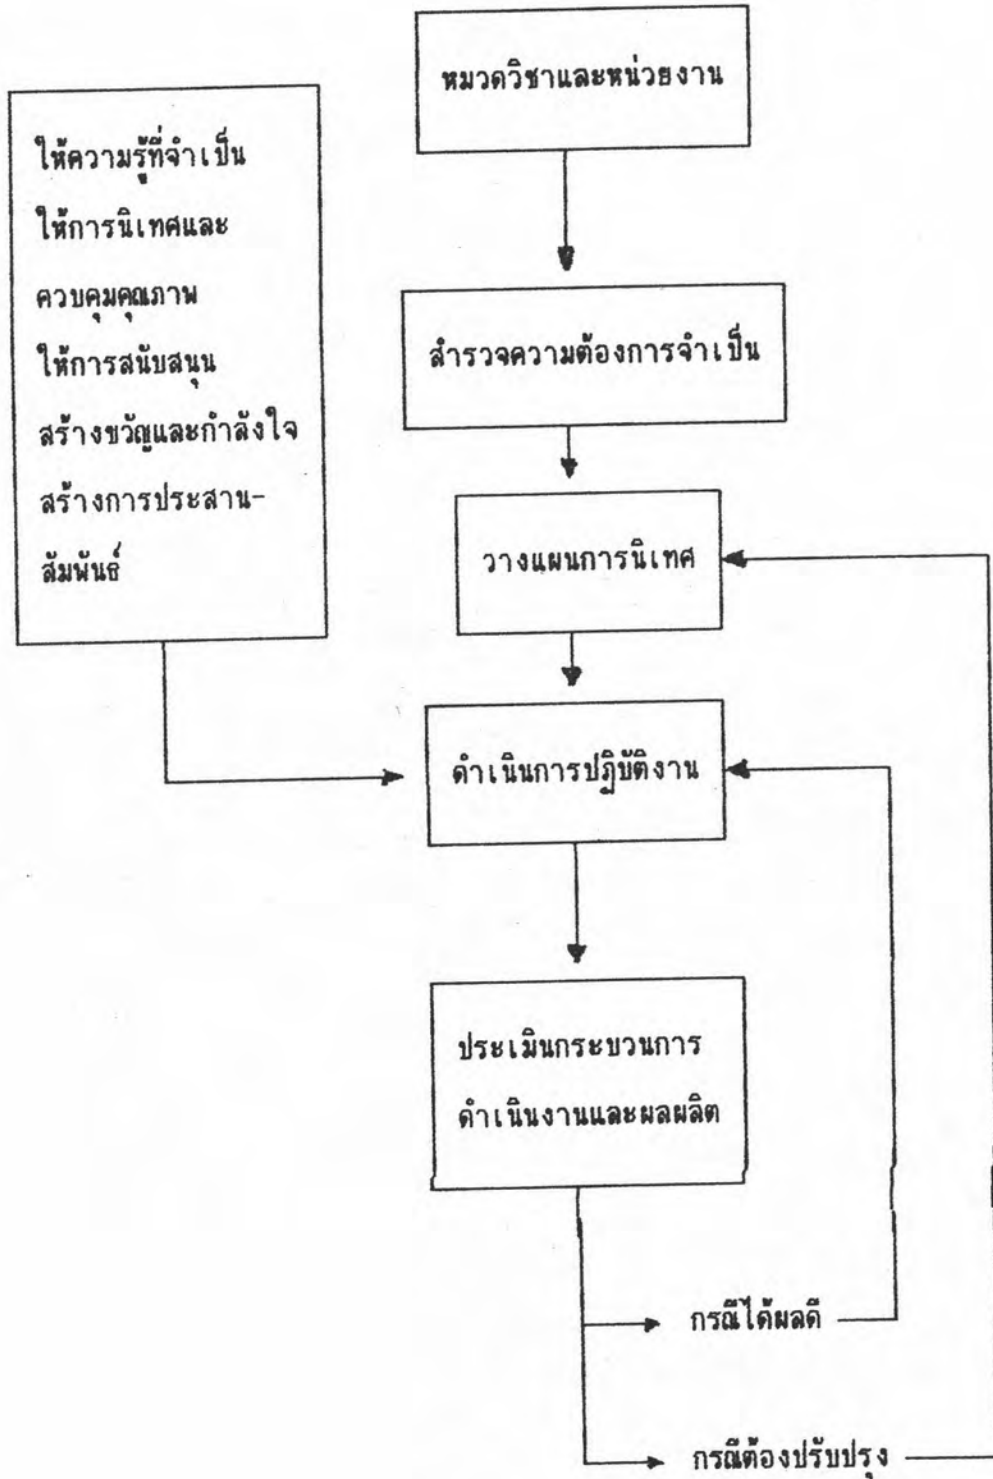 หมวดวิชาและหน่วยงาน
ให้ความรู้ที่จำเป็น
ให้การนิเทศและ
ควบคุมคุณภาพ
ให้การสนับสนุน
สร้างขวัญและกำลังใจ
สร้างการประสาน-
สัมพันธ์
สำรวจความต้องการจำเป็น
วางแผนการนิเทศ
ดำเนินการปฏิบัติงาน
ประเมินกระบวนการ
ดำเนินงานและผลผลิต
กรณีได้ผลดี
กรณีต้องปรับปรุง